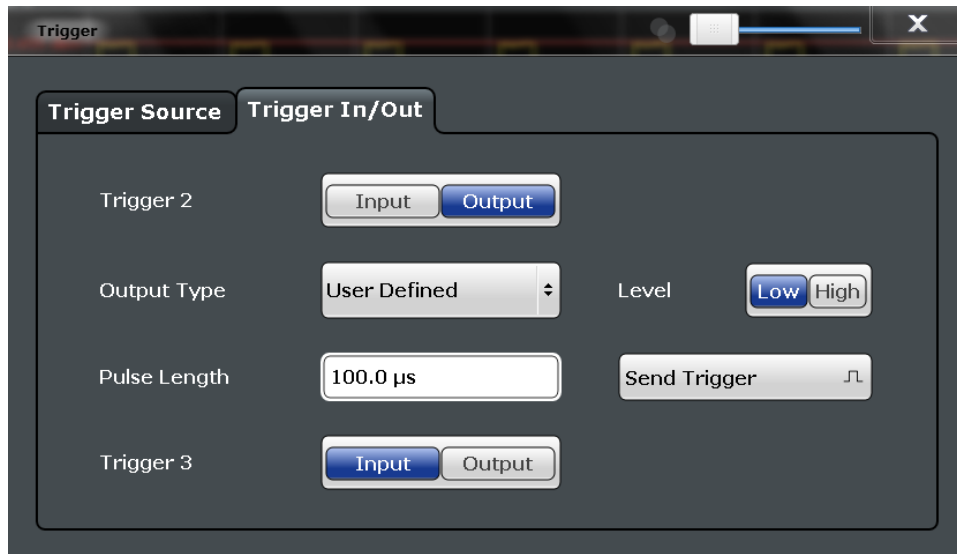 Trigger
X
Trigger Source
Trigger In/Out
Trigger 2
Input
Output
Output Type
User Defined
Level
Low
High
Pulse Length
100.0 µs
Send Trigger
Trigger 3
Input
Output